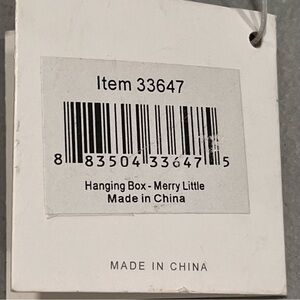 Item 33647
8 83504 33647 5
Hanging Box - Merry Little
Made in China
MADE IN CHINA